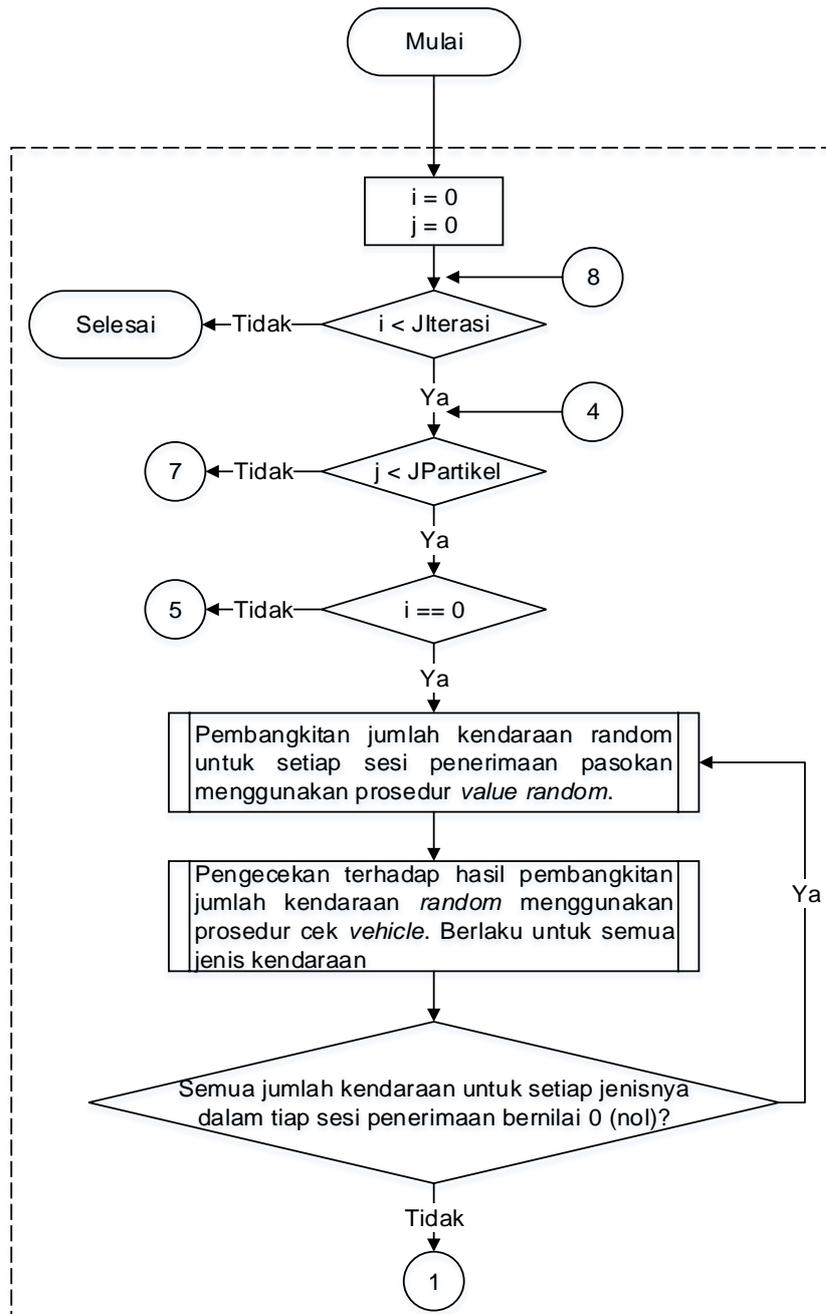 Mulai
i = 0
j = 0
8
Selesai
Tidak
i < JIterasi
Ya
4
7
Tidak
j < JPartikel
Ya
5
Tidak
i == 0
Ya
Pembangkitan jumlah kendaraan random
untuk setiap sesi penerimaan pasokan
menggunakan prosedur value random.
Pengecekan terhadap hasil pembangkitan
jumlah kendaraan random menggunakan
prosedur cek vehicle. Berlaku untuk semua
jenis kendaraan
Ya
Semua jumlah kendaraan untuk setiap jenisnya
dalam tiap sesi penerimaan bernilai 0 (nol)?
Tidak
1